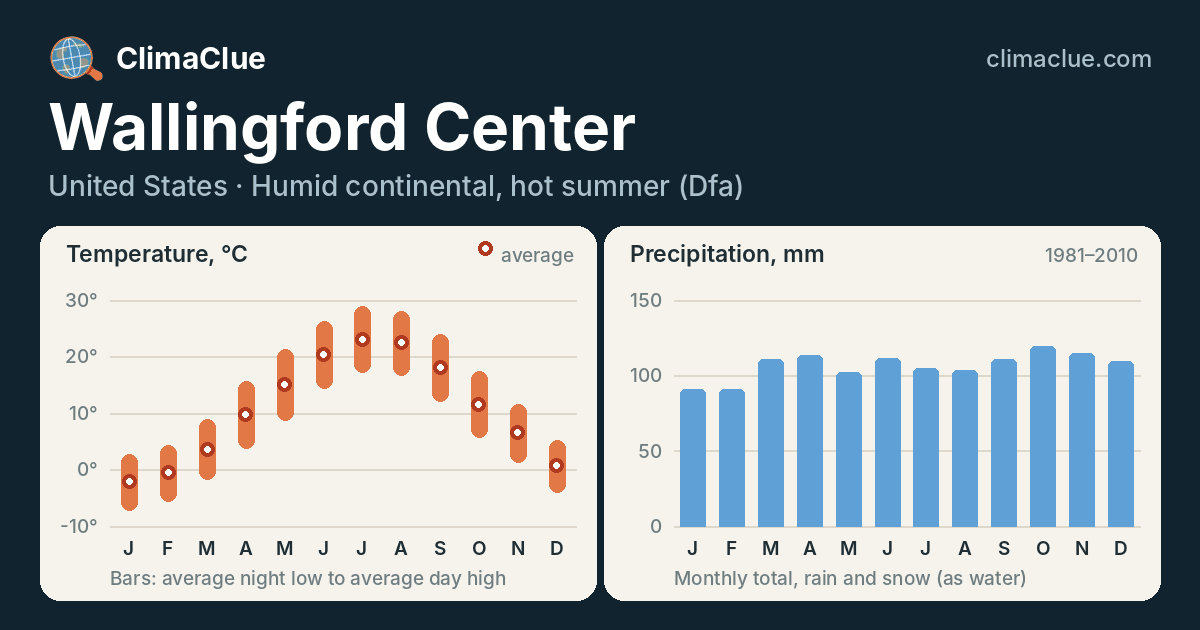 ClimaClue
climaclue.com
Wallingford Center
United States · Humid continental, hot summer (Dfa)
Temperature, °C
average
30°
20°
10°
0°
-10°
J F M A M J J A S O N D
Bars: average night low to average day high
Precipitation, mm
1981–2010
150
100
50
0
J F M A M J J A S O N D
Monthly total, rain and snow (as water)